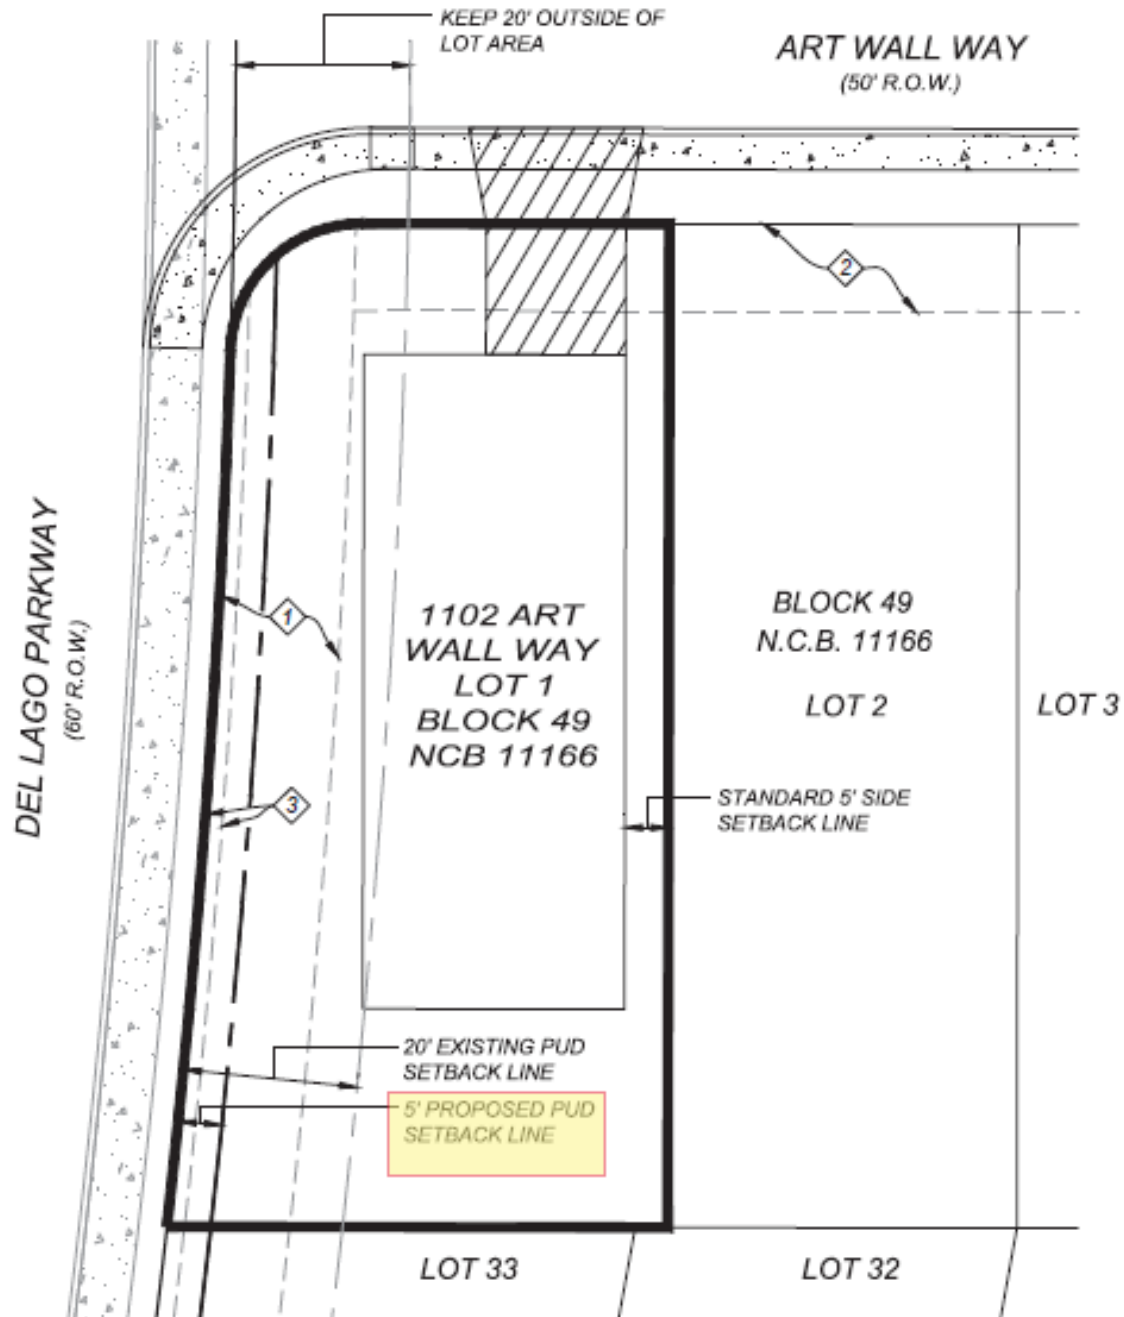 KEEP 20' OUTSIDE OF
LOT AREA
ART WALL WAY
(50' R.O.W.)
2
DEL LAGO PARKWAY
(60' R.O.W.)
1
1102 ART
WALL WAY
LOT 1
BLOCK 49
NCB 11166
BLOCK 49
N.C.B. 11166
LOT 2
LOT 3
3
STANDARD 5' SIDE
SETBACK LINE
20' EXISTING PUD
SETBACK LINE
5' PROPOSED PUD
SETBACK LINE
LOT 33
LOT 32